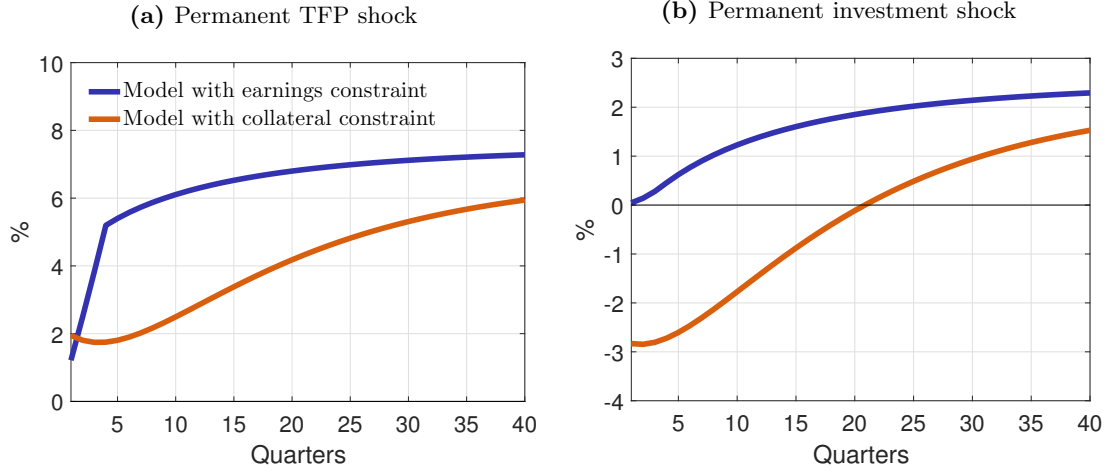 (a) Permanent TFP shock
10
8
6
4
2
0
%
Model with earnings constraint
Model with collateral constraint
5 10 15 20 25 30 35 40
Quarters
(b) Permanent investment shock
3
2
1
0
-1
-2
-3
-4
%
5 10 15 20 25 30 35 40
Quarters